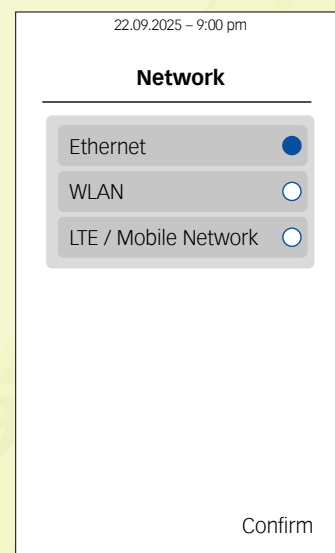 22.09.2025 – 9:00 pm
Network
Ethernet
WLAN
LTE / Mobile Network
Confirm